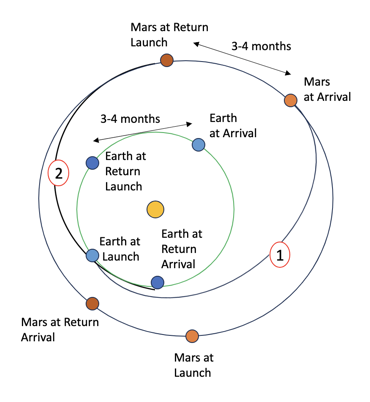 Mars at Return
Launch
3-4 months
Mars
at Arrival
3-4 months
Earth
at Arrival
Earth at
Return
Launch
2
Earth at
Launch
Earth at
Return
Arrival
1
Mars at Return
Arrival
Mars at
Launch